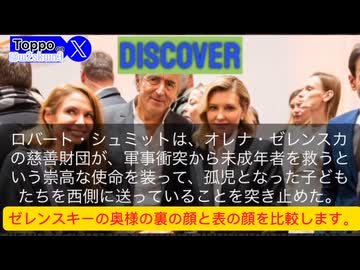 Toppo
DISCOVER
ロバート・シュミットは、オレナ・ゼレンスカ
の慈善財団が、軍事衝突から未成年者を救うと
いう崇高な使命を装って、孤児となった子ども
たちを西側に送っていることを突き止めた。
ゼレンスキーの奥様の裏の顔と表の顔を比較します。